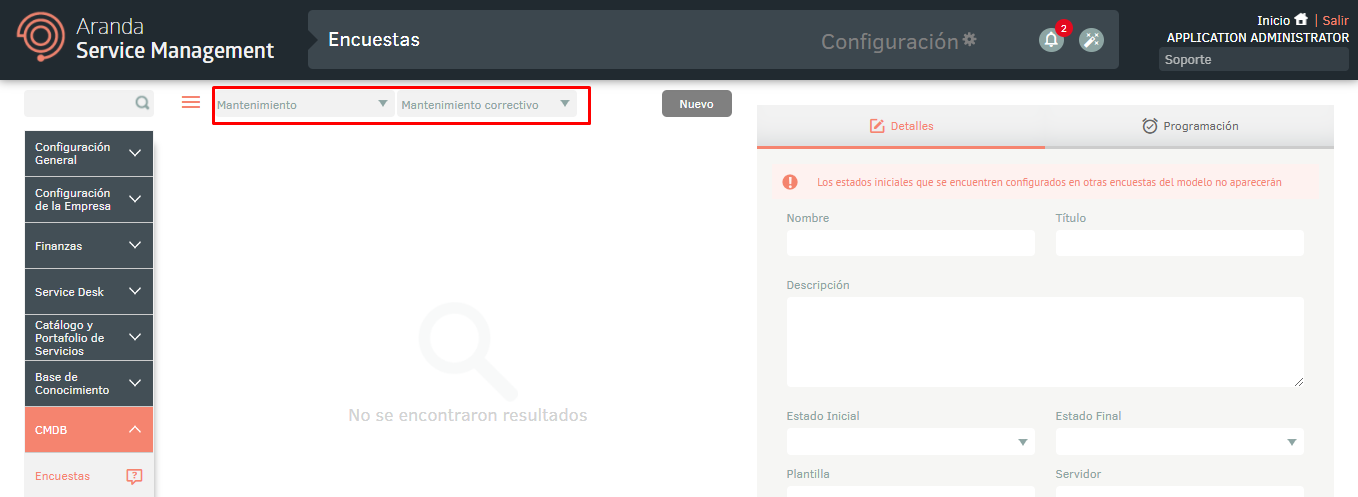 Aranda
Service Management
Encuestas
Configuración
2
Inicio | Salir
APPLICATION ADMINISTRATOR
Soporte
Mantenimiento
Mantenimiento correctivo
Nuevo
Configuración
General
Configuración
de la Empresa
Finanzas
Service Desk
Catálogo y
Portafolio de
Servicios
Base de
Conocimiento
CMDB
Encuestas
No se encontraron resultados
Detalles
Programación
Los estados iniciales que se encuentren configurados en otras encuestas del modelo no aparecerán
Nombre
Título
Descripción
Estado Inicial
Estado Final
Plantilla
Servidor